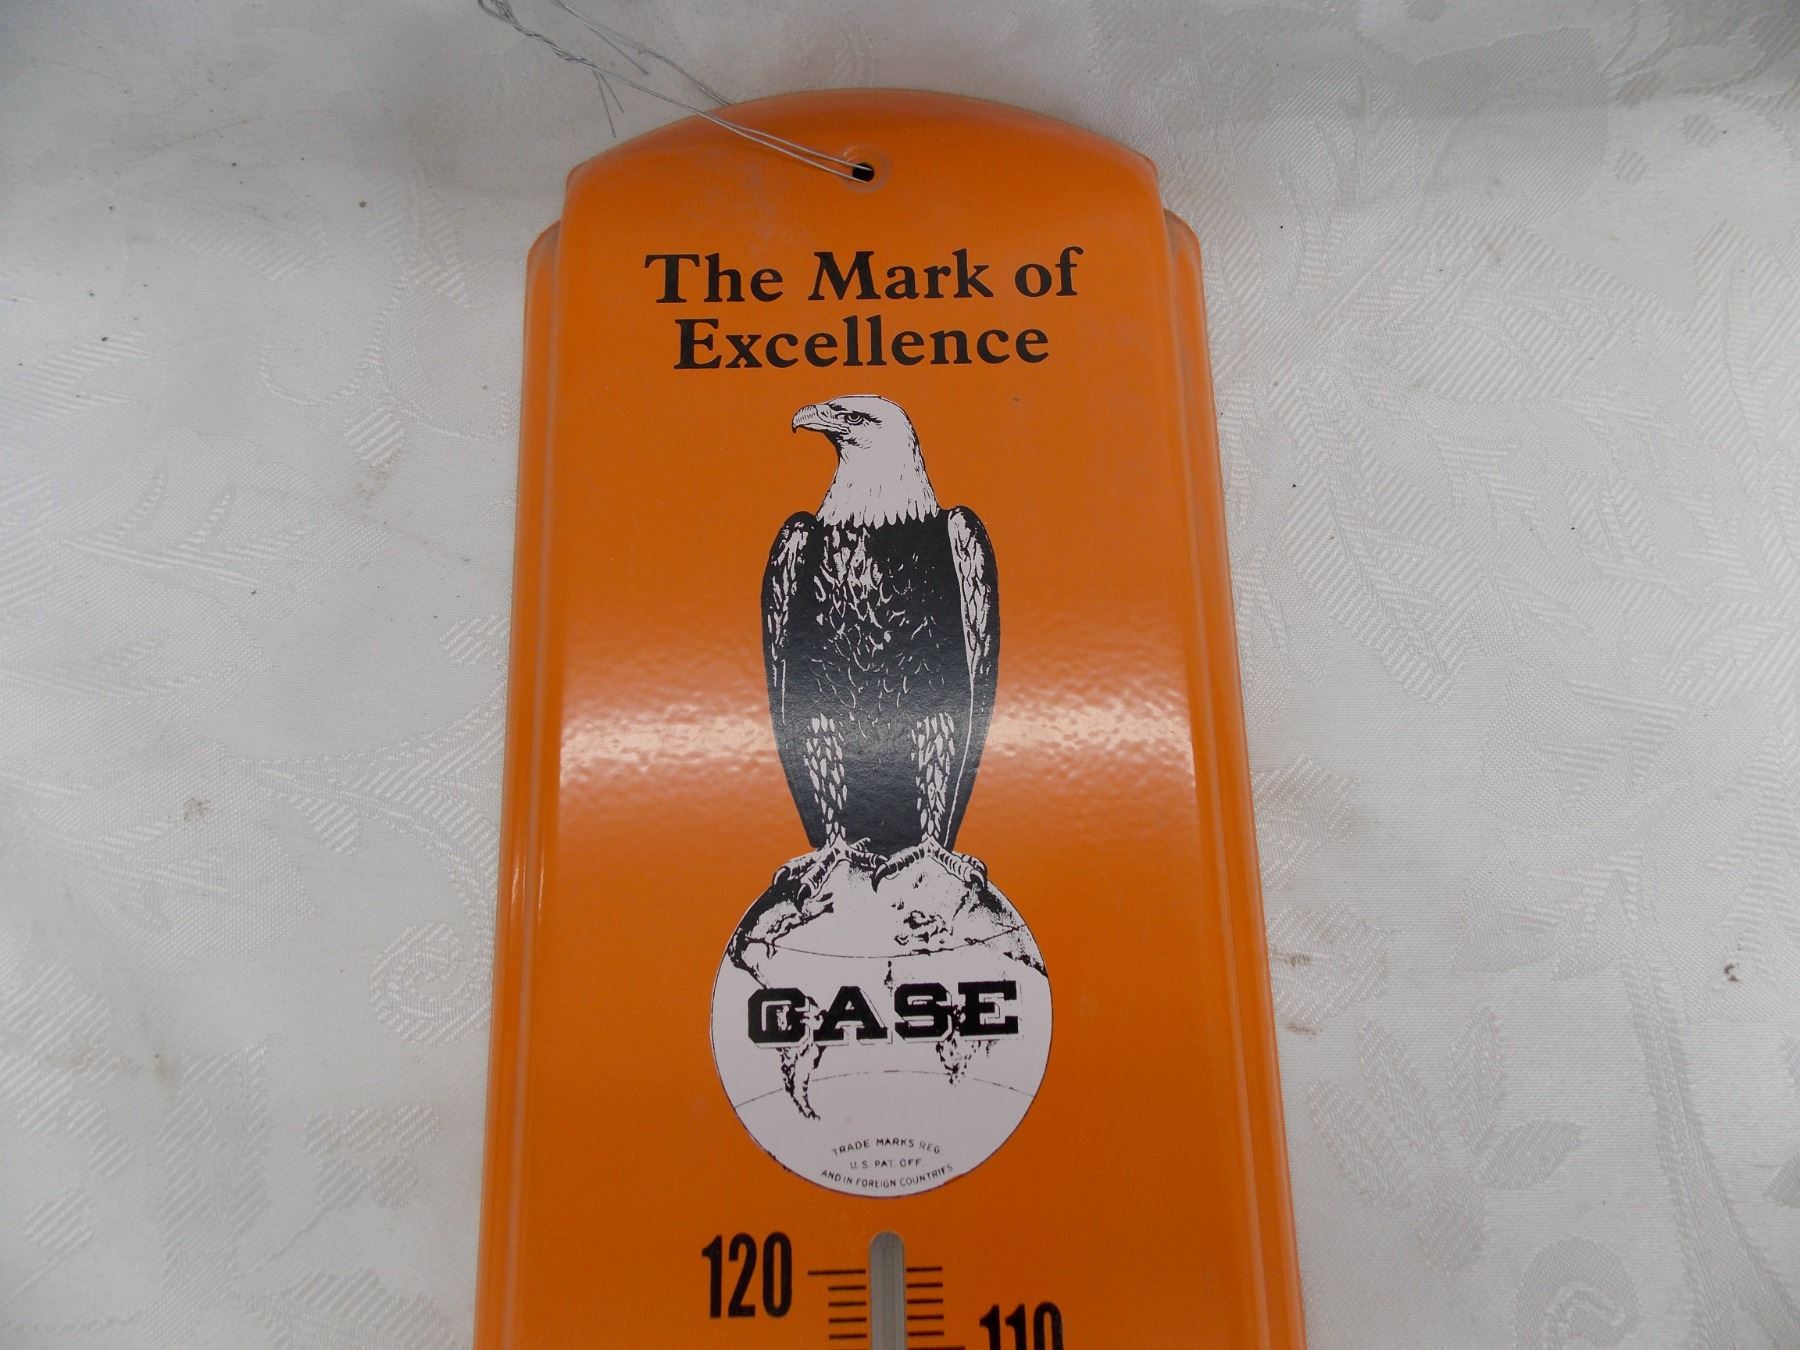 The Mark of
Excellence
CASE
TRADE MARKS REG
U.S. PAT. OFF
AND IN FOREIGN COUNTRIES
120
110